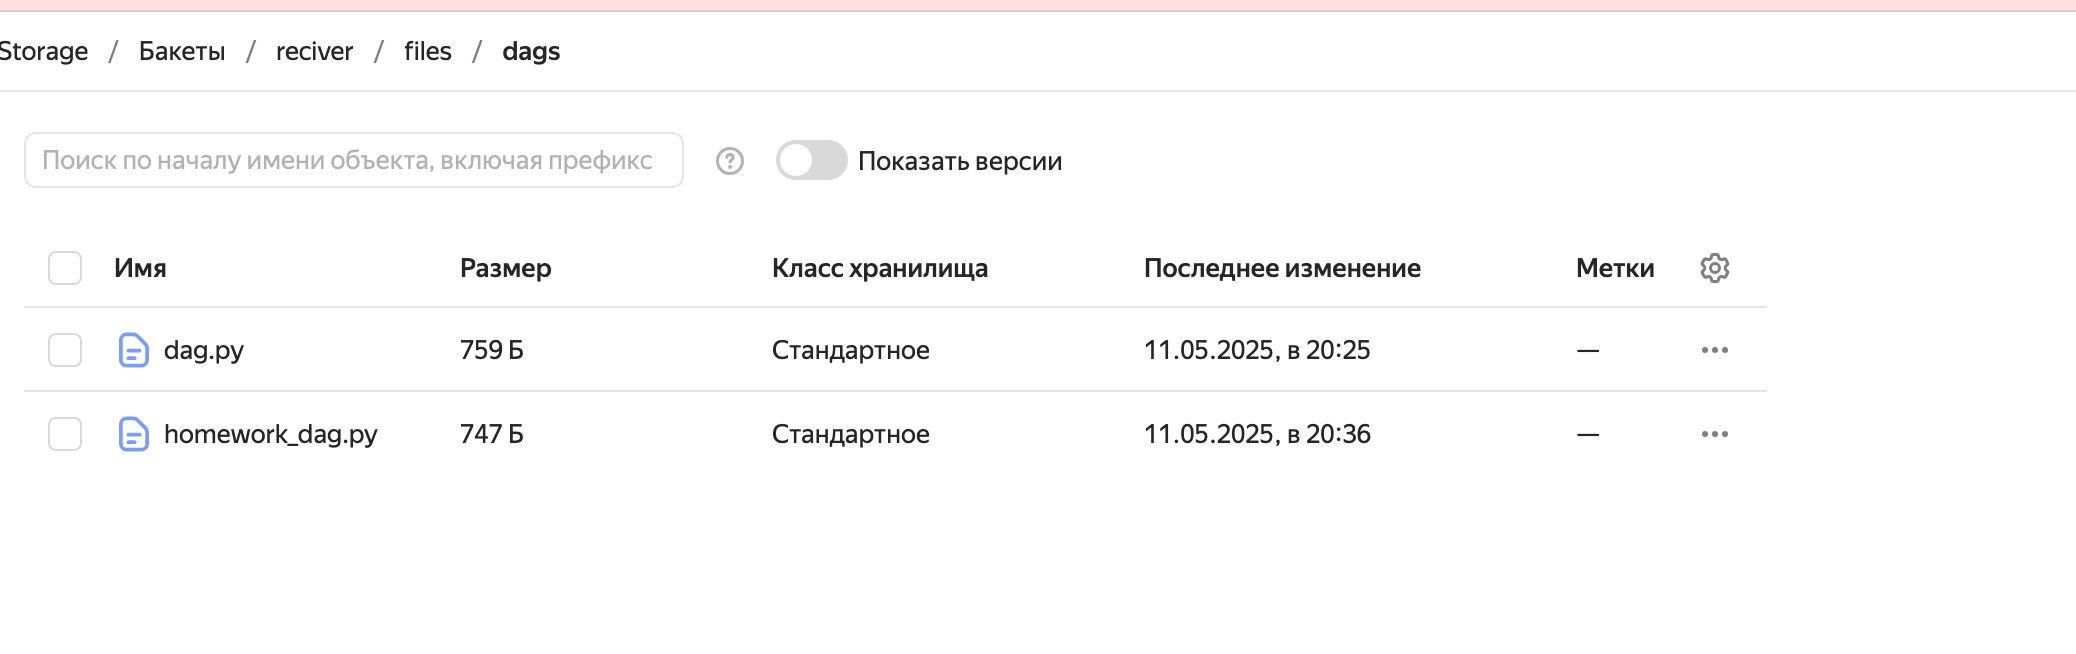 Storage / Бакеты / reciver / files / dags
Поиск по началу имени объекта, включая префикс ? Показать версии
Имя Размер Класс хранилища Последнее изменение Метки
dag.py 759 Б Стандартное 11.05.2025, в 20:25 —
homework_dag.py 747 Б Стандартное 11.05.2025, в 20:36 —